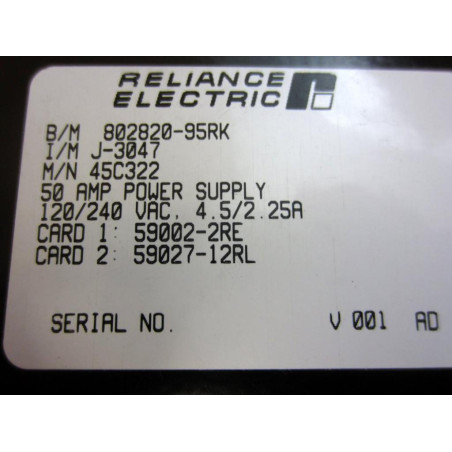 RELIANCE
ELECTRIC
B/M 802820-95RK
I/M J-3047
M/N 45C322
50 AMP POWER SUPPLY
120/240 VAC, 4.5/2.25A
CARD 1: 59002-2RE
CARD 2: 59027-12RL
SERIAL NO. V 001 AD